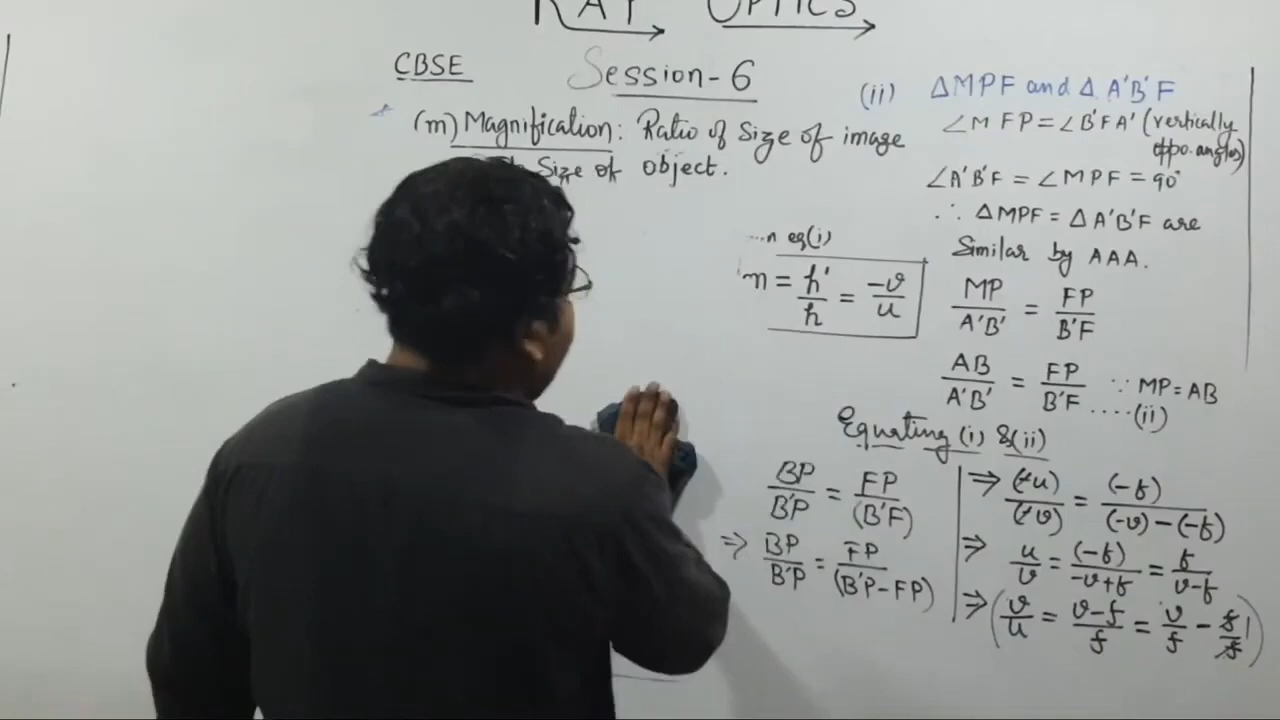 RAY OPTICS
CBSE
Session-6
(m) Magnification: Ratio of Size of image
Size of object.
n eq(i)
m = h'/h = -v/u
(ii) ΔMPF and Δ A'B'F
∠MFP = ∠B'FA' (vertically
oppo. angles)
∠A'B'F = ∠MPF = 90°
∴ ΔMPF = ΔA'B'F are
Similar by AAA.
MP/A'B' = FP/B'F
AB/A'B' = FP/B'F ∵ MP = AB
....(ii)
Equating (i) &(ii)
BP/B'P = FP/(B'F)
⇒ BP/B'P = FP/(B'P-FP)
⇒ (-u)/(-v) = (-f)/(-v)-(-f)
⇒ u/v = (-f)/-v+f = f/v-f
⇒ (v/u = v-f/f = v/f - f/f 1)